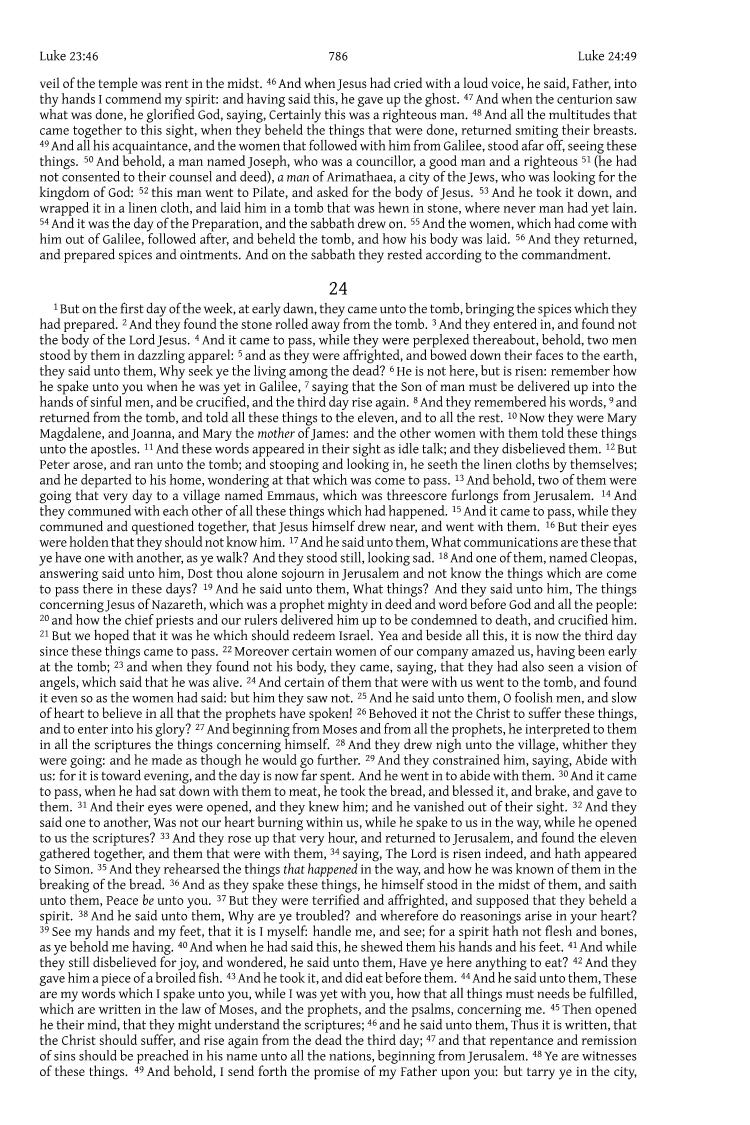 Luke 23:46 786 Luke 24:49
veil of the temple was rent in the midst. 46 And when Jesus had cried with a loud voice, he said, Father, into
thy hands I commend my spirit: and having said this, he gave up the ghost. 47 And when the centurion saw
what was done, he glorified God, saying, Certainly this was a righteous man. 48 And all the multitudes that
came together to this sight, when they beheld the things that were done, returned smiting their breasts.
49 And all his acquaintance, and the women that followed with him from Galilee, stood afar off, seeing these
things. 50 And behold, a man named Joseph, who was a councillor, a good man and a righteous 51 (he had
not consented to their counsel and deed), a man of Arimathaea, a city of the Jews, who was looking for the
kingdom of God: 52 this man went to Pilate, and asked for the body of Jesus. 53 And he took it down, and
wrapped it in a linen cloth, and laid him in a tomb that was hewn in stone, where never man had yet lain.
54 And it was the day of the Preparation, and the sabbath drew on. 55 And the women, which had come with
him out of Galilee, followed after, and beheld the tomb, and how his body was laid. 56 And they returned,
and prepared spices and ointments. And on the sabbath they rested according to the commandment.
24
1 But on the first day of the week, at early dawn, they came unto the tomb, bringing the spices which they
had prepared. 2 And they found the stone rolled away from the tomb. 3 And they entered in, and found not
the body of the Lord Jesus. 4 And it came to pass, while they were perplexed thereabout, behold, two men
stood by them in dazzling apparel: 5 and as they were affrighted, and bowed down their faces to the earth,
they said unto them, Why seek ye the living among the dead? 6 He is not here, but is risen: remember how
he spake unto you when he was yet in Galilee, 7 saying that the Son of man must be delivered up into the
hands of sinful men, and be crucified, and the third day rise again. 8 And they remembered his words, 9 and
returned from the tomb, and told all these things to the eleven, and to all the rest. 10 Now they were Mary
Magdalene, and Joanna, and Mary the mother of James: and the other women with them told these things
unto the apostles. 11 And these words appeared in their sight as idle talk; and they disbelieved them. 12 But
Peter arose, and ran unto the tomb; and stooping and looking in, he seeth the linen cloths by themselves;
and he departed to his home, wondering at that which was come to pass. 13 And behold, two of them were
going that very day to a village named Emmaus, which was threescore furlongs from Jerusalem. 14 And
they communed with each other of all these things which had happened. 15 And it came to pass, while they
communed and questioned together, that Jesus himself drew near, and went with them. 16 But their eyes
were holden that they should not know him. 17 And he said unto them, What communications are these that
ye have one with another, as ye walk? And they stood still, looking sad. 18 And one of them, named Cleopas,
answering said unto him, Dost thou alone sojourn in Jerusalem and not know the things which are come
to pass there in these days? 19 And he said unto them, What things? And they said unto him, The things
concerning Jesus of Nazareth, which was a prophet mighty in deed and word before God and all the people:
20 and how the chief priests and our rulers delivered him up to be condemned to death, and crucified him.
21 But we hoped that it was he which should redeem Israel. Yea and beside all this, it is now the third day
since these things came to pass. 22 Moreover certain women of our company amazed us, having been early
at the tomb; 23 and when they found not his body, they came, saying, that they had also seen a vision of
angels, which said that he was alive. 24 And certain of them that were with us went to the tomb, and found
it even so as the women had said: but him they saw not. 25 And he said unto them, O foolish men, and slow
of heart to believe in all that the prophets have spoken! 26 Behoved it not the Christ to suffer these things,
and to enter into his glory? 27 And beginning from Moses and from all the prophets, he interpreted to them
in all the scriptures the things concerning himself. 28 And they drew nigh unto the village, whither they
were going: and he made as though he would go further. 29 And they constrained him, saying, Abide with
us: for it is toward evening, and the day is now far spent. And he went in to abide with them. 30 And it came
to pass, when he had sat down with them to meat, he took the bread, and blessed it, and brake, and gave to
them. 31 And their eyes were opened, and they knew him; and he vanished out of their sight. 32 And they
said one to another, Was not our heart burning within us, while he spake to us in the way, while he opened
to us the scriptures? 33 And they rose up that very hour, and returned to Jerusalem, and found the eleven
gathered together, and them that were with them, 34 saying, The Lord is risen indeed, and hath appeared
to Simon. 35 And they rehearsed the things that happened in the way, and how he was known of them in the
breaking of the bread. 36 And as they spake these things, he himself stood in the midst of them, and saith
unto them, Peace be unto you. 37 But they were terrified and affrighted, and supposed that they beheld a
spirit. 38 And he said unto them, Why are ye troubled? and wherefore do reasonings arise in your heart?
39 See my hands and my feet, that it is I myself: handle me, and see; for a spirit hath not flesh and bones,
as ye behold me having. 40 And when he had said this, he shewed them his hands and his feet. 41 And while
they still disbelieved for joy, and wondered, he said unto them, Have ye here anything to eat? 42 And they
gave him a piece of a broiled fish. 43 And he took it, and did eat before them. 44 And he said unto them, These
are my words which I spake unto you, while I was yet with you, how that all things must needs be fulfilled,
which are written in the law of Moses, and the prophets, and the psalms, concerning me. 45 Then opened
he their mind, that they might understand the scriptures; 46 and he said unto them, Thus it is written, that
the Christ should suffer, and rise again from the dead the third day; 47 and that repentance and remission
of sins should be preached in his name unto all the nations, beginning from Jerusalem. 48 Ye are witnesses
of these things. 49 And behold, I send forth the promise of my Father upon you: but tarry ye in the city,